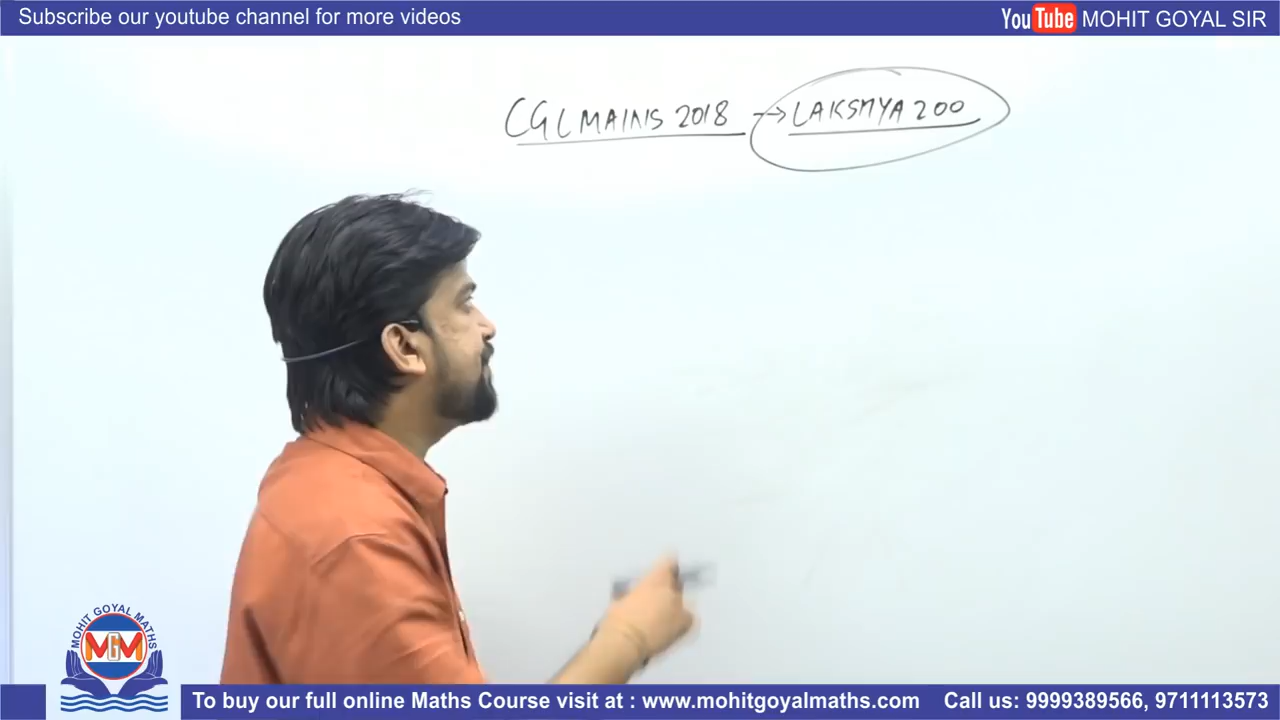 Subscribe our youtube channel for more videos
YouTube MOHIT GOYAL SIR
CGL MAINS 2018 → LAKSHYA 200
MOHIT GOYAL MATHS
MGM
To buy our full online Maths Course visit at : www.mohitgoyalmaths.com Call us: 9999389566, 9711113573